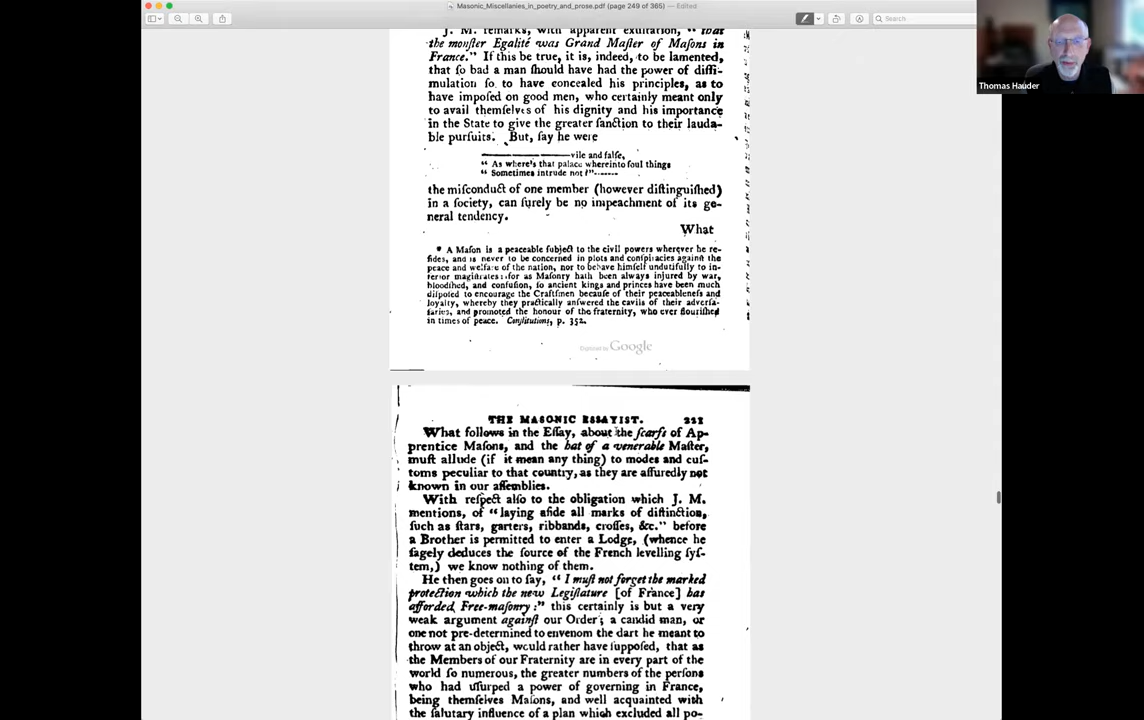 Masonic_Miscellanies_in_poetry_and_prose.pdf (page 249 of 365) — Edited
Search
Thomas Hauder
J. M. remarks, with apparent exultation, "that
the monſter Egalité was Grand Maſter of Maſons in
France." If this be true, it is, indeed, to be lamented,
that ſo bad a man ſhould have had the power of diſſi-
mulation ſo to have concealed his principles, as to
have impoſed on good men, who certainly meant only
to avail themſelves of his dignity and his importance
in the State to give the greater ſanction to their lauda-
ble purſuits. But, ſay he were
————vile and falſe,
" As where's that palace whereinto foul things
" Sometimes intrude not?"------
the miſconduct of one member (however diſtinguiſhed)
in a ſociety, can ſurely be no impeachment of its ge-
neral tendency.
What
* A Maſon is a peaceable ſubject to the civil powers wherever he re-
ſides, and is never to be concerned in plots and conſpiracies againſt the
peace and welfare of the nation, nor to behave himſelf undutifully to in-
ferior magiſtrates: for as Maſonry hath been always injured by war,
bloodſhed, and confuſion, ſo ancient kings and princes have been much
diſpoſed to encourage the Craftſmen becauſe of their peaceableneſs and
loyalty, whereby they practically anſwered the cavils of their adverſa-
ſaries, and promoted the honour of the fraternity, who ever flouriſhed
in times of peace. Conſtitutions, p. 352.
Digitized by Google
THE MASONIC ESSAYIST. 221
What follows in the Eſſay, about the ſcarfs of Ap-
prentice Maſons, and the hat of a venerable Maſter,
muſt allude (if it mean any thing) to modes and cuſ-
toms peculiar to that country, as they are aſſuredly not
known in our aſſemblies.
With reſpect alſo to the obligation which J. M.
mentions, of "laying aſide all marks of diſtinction,
ſuch as ſtars, garters, ribbands, croſſes, &c." before
a Brother is permitted to enter a Lodge, (whence he
ſagely deduces the ſource of the French levelling ſyſ-
tem,) we know nothing of them.
He then goes on to ſay, "I muſt not forget the marked
protection which the new Legiſlature [of France] has
afforded Free-maſonry:" this certainly is but a very
weak argument againſt our Order; a candid man, or
one not pre-determined to envenom the dart he meant to
throw at an object, would rather have ſuppoſed, that as
the Members of our Fraternity are in every part of the
world ſo numerous, the greater numbers of the perſons
who had uſurped a power of governing in France,
being themſelves Maſons, and well acquainted with
the ſalutary influence of a plan which excluded all po-